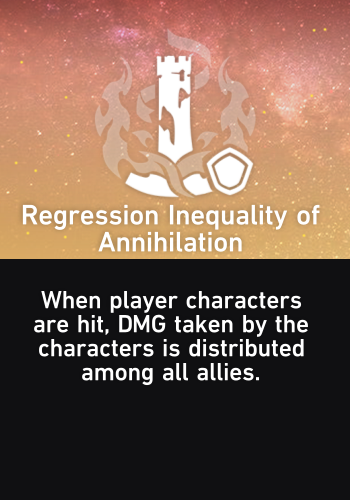 Regression Inequality of
Annihilation
When player characters
are hit, DMG taken by the
characters is distributed
among all allies.